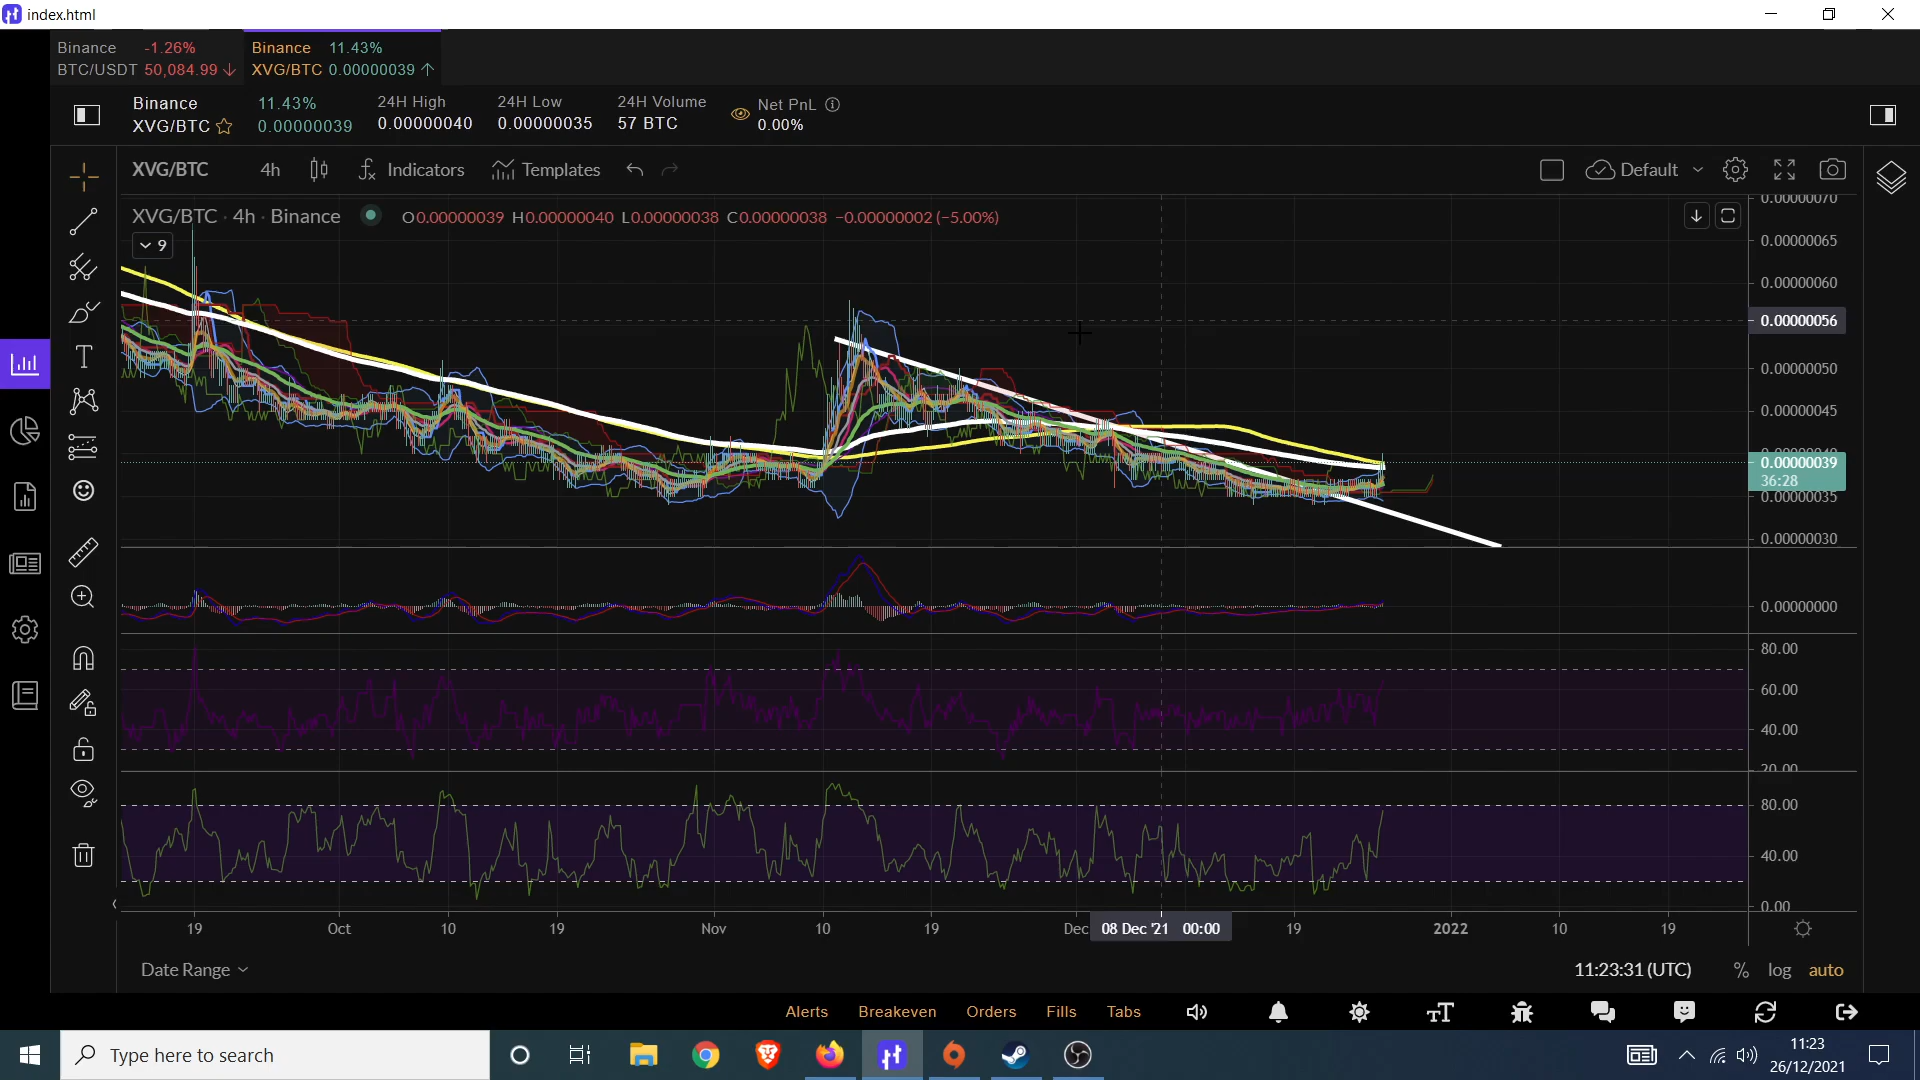 index.html
Binance -1.26%
BTC/USDT 50,084.99
Binance 11.43%
XVG/BTC 0.00000039
Binance
XVG/BTC
11.43%
0.00000039
24H High
0.00000040
24H Low
0.00000035
24H Volume
57 BTC
Net PnL
0.00%
XVG/BTC 4h Indicators Templates Default
XVG/BTC · 4h · Binance O0.00000039 H0.00000040 L0.00000038 C0.00000038 −0.00000002 (−5.00%)
9
0.00000070
0.00000065
0.00000060
0.00000056
0.00000050
0.00000045
0.00000039
36:28
0.00000035
0.00000030
0.00000000
80.00
60.00
40.00
20.00
80.00
40.00
0.00
19 Oct 10 19 Nov 10 19 Dec 08 Dec '21 00:00 19 2022 10 19
Date Range 11:23:31 (UTC) % log auto
Alerts Breakeven Orders Fills Tabs
Type here to search
11:23
26/12/2021